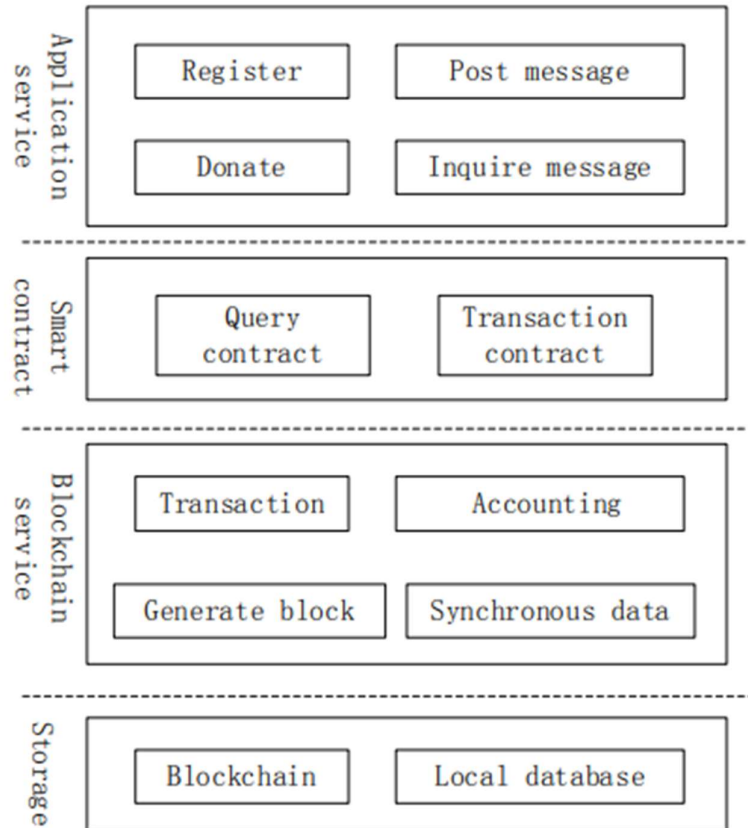 Application
service
Register
Post message
Donate
Inquire message
Smart
contract
Query
contract
Transaction
contract
Blockchain
service
Transaction
Accounting
Generate block
Synchronous data
Storage
Blockchain
Local database